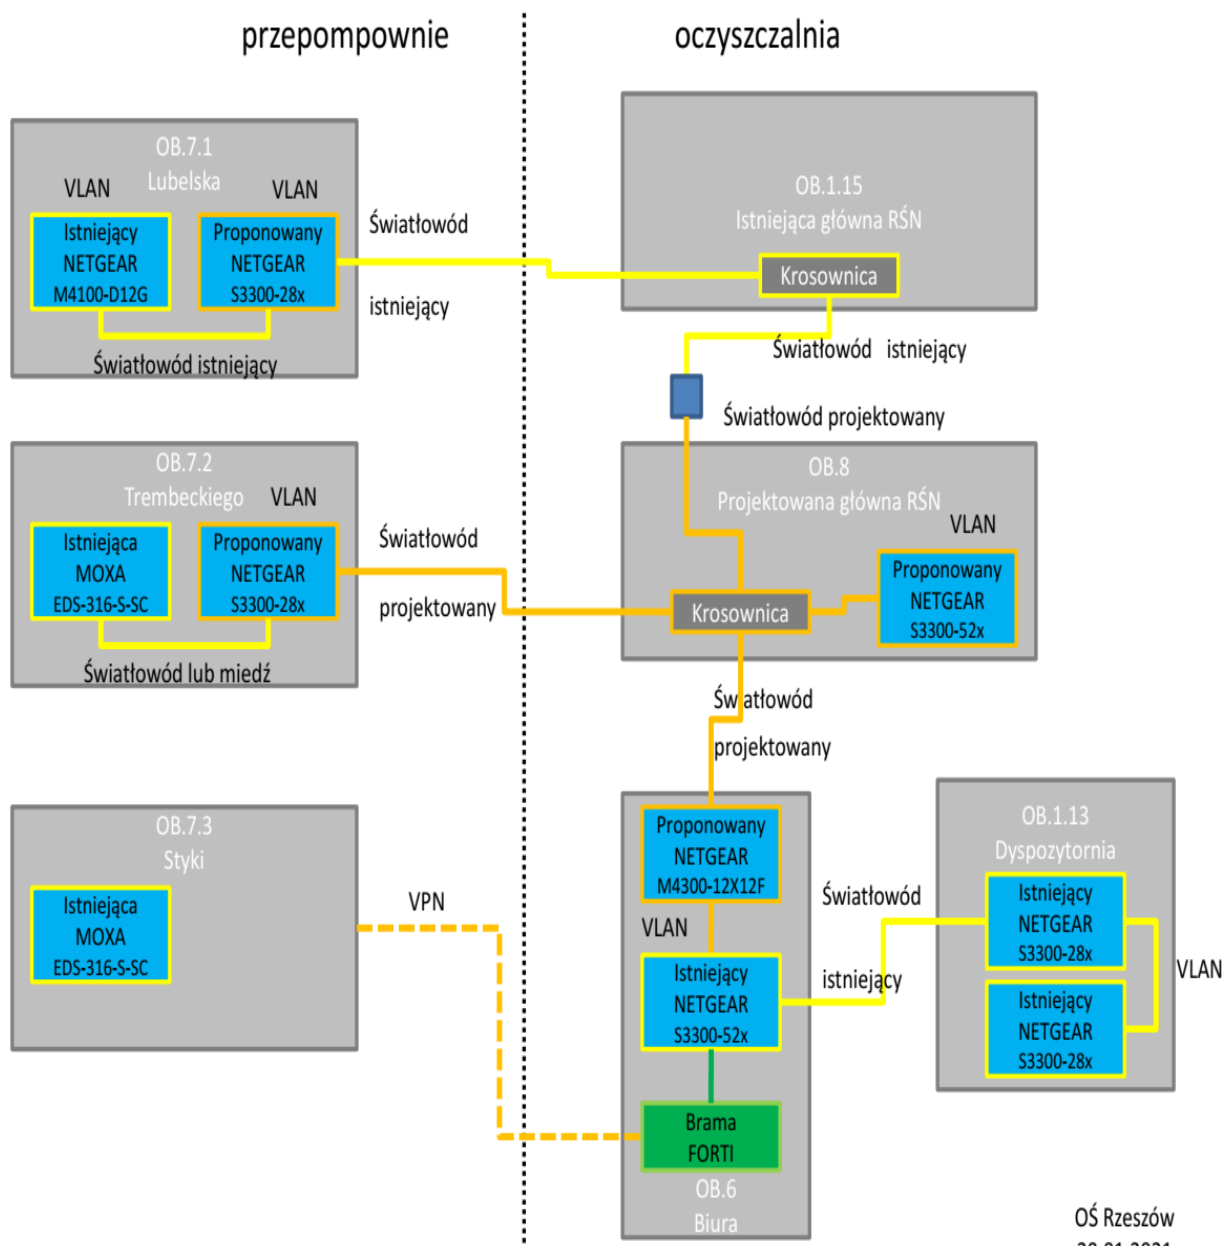 przepompownie
oczyszczalnia
OB.7.1
Lubelska
VLAN
VLAN
Istniejący
NETGEAR
M4100-D12G
Proponowany
NETGEAR
S3300-28x
Światłowód istniejący
Światłowód
istniejący
OB.1.15
Istniejąca główna RŚN
Krosownica
Światłowód istniejący
Światłowód projektowany
OB.7.2
Trembeckiego
VLAN
Istniejąca
MOXA
EDS-316-S-SC
Proponowany
NETGEAR
S3300-28x
Światłowód lub miedź
Światłowód
projektowany
OB.8
Projektowana główna RŚN
VLAN
Krosownica
Proponowany
NETGEAR
S3300-52x
Światłowód
projektowany
OB.7.3
Styki
Istniejąca
MOXA
EDS-316-S-SC
VPN
Proponowany
NETGEAR
M4300-12X12F
VLAN
Istniejący
NETGEAR
S3300-52x
Brama
FORTI
OB.6
Biura
Światłowód
istniejący
OB.1.13
Dyspozytornia
Istniejący
NETGEAR
S3300-28x
Istniejący
NETGEAR
S3300-28x
VLAN
OŚ Rzeszów